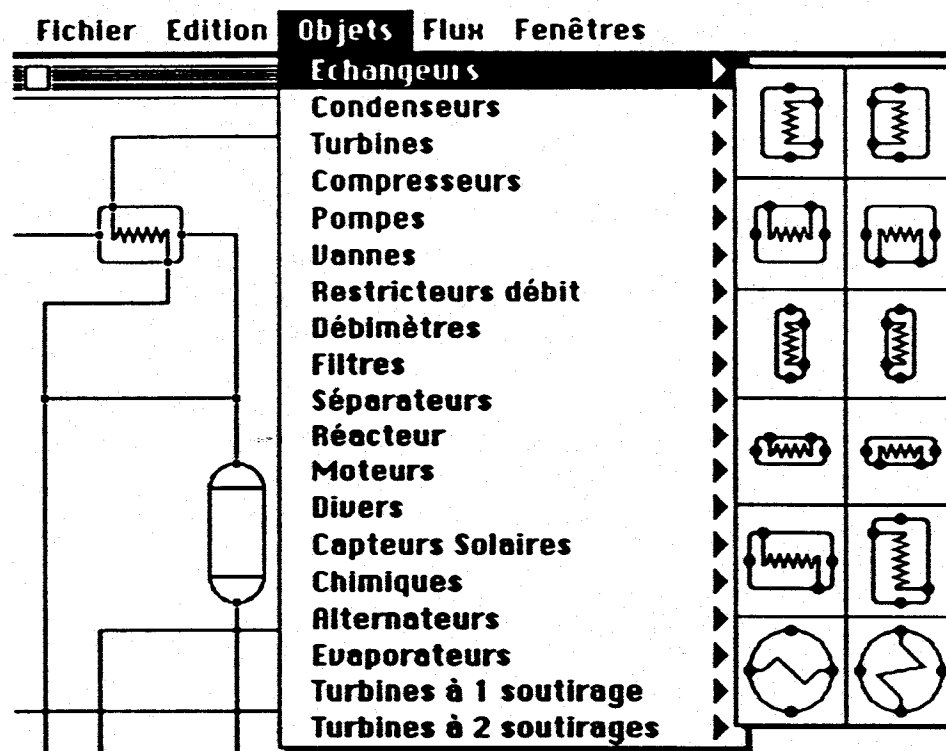 Fichier Edition Objets Flux Fenêtres
Echangeurs
Condenseurs
Turbines
Compresseurs
Pompes
Vannes
Restricteurs débit
Débimètres
Filtres
Séparateurs
Réacteur
Moteurs
Divers
Capteurs Solaires
Chimiques
Alternateurs
Evaporateurs
Turbines à 1 soutirage
Turbines à 2 soutirages